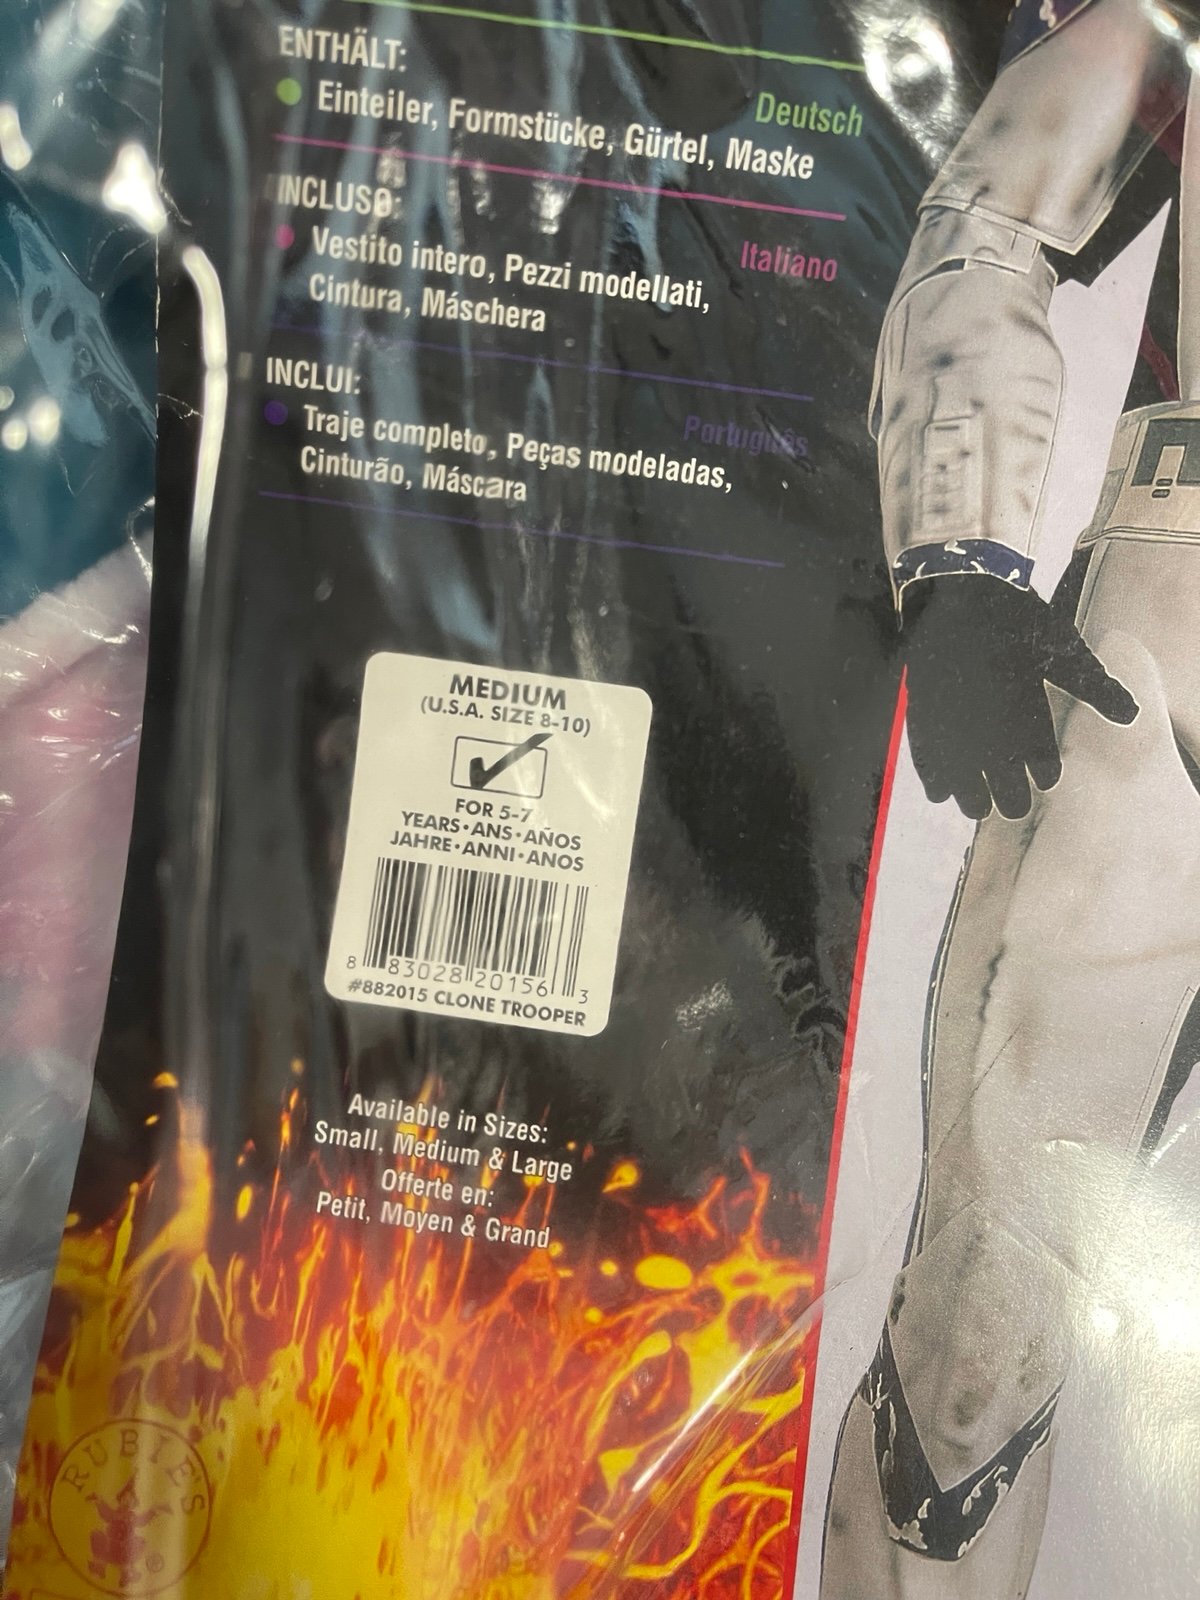 ENTHÄLT:
Deutsch
• Einteiler, Formstücke, Gürtel, Maske
INCLUSO:
Italiano
• Vestito intero, Pezzi modellati,
Cintura, Máschera
INCLUI:
Português
• Traje completo, Peças modeladas,
Cinturão, Máscara
MEDIUM
(U.S.A. SIZE 8-10)
FOR 5-7
YEARS•ANS•AÑOS
JAHRE•ANNI•ANOS
8 83028 20156 3
#882015 CLONE TROOPER
Available in Sizes:
Small, Medium & Large
Offerte en:
Petit, Moyen & Grand
RUBIE'S
®